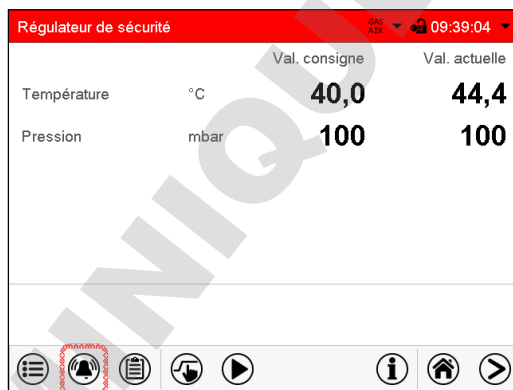 Régulateur de sécurité GAS AIR 09:39:04
Val. consigne Val. actuelle
Température °C 40,0 44,4
Pression mbar 100 100
NIQU